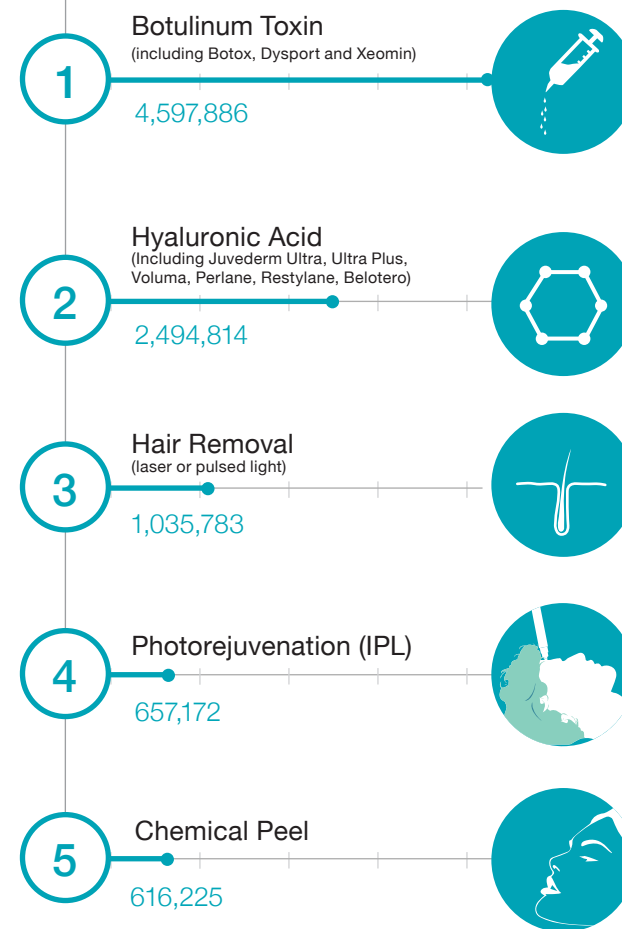 1
Botulinum Toxin
(including Botox, Dysport and Xeomin)
4,597,886
2
Hyaluronic Acid
(Including Juvederm Ultra, Ultra Plus,
Voluma, Perlane, Restylane, Belotero)
2,494,814
3
Hair Removal
(laser or pulsed light)
1,035,783
4
Photorejuvenation (IPL)
657,172
5
Chemical Peel
616,225